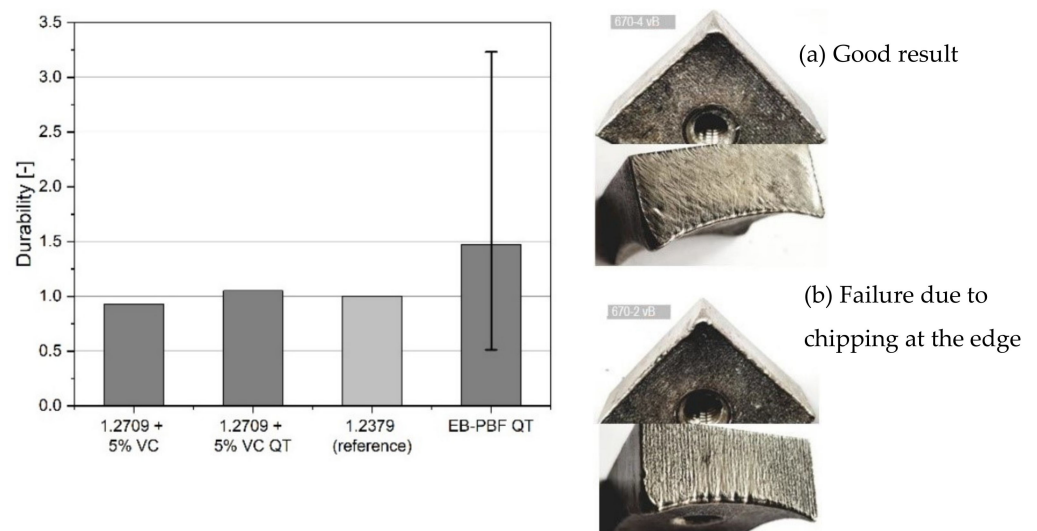 3.5
3.0
2.5
2.0
1.5
1.0
0.5
0.0
Durability [-]
1.2709 +
5% VC
1.2709 +
5% VC QT
1.2379
(reference)
EB-PBF QT
670-4 vB
(a) Good result
670-2 vB
(b) Failure due to
chipping at the edge